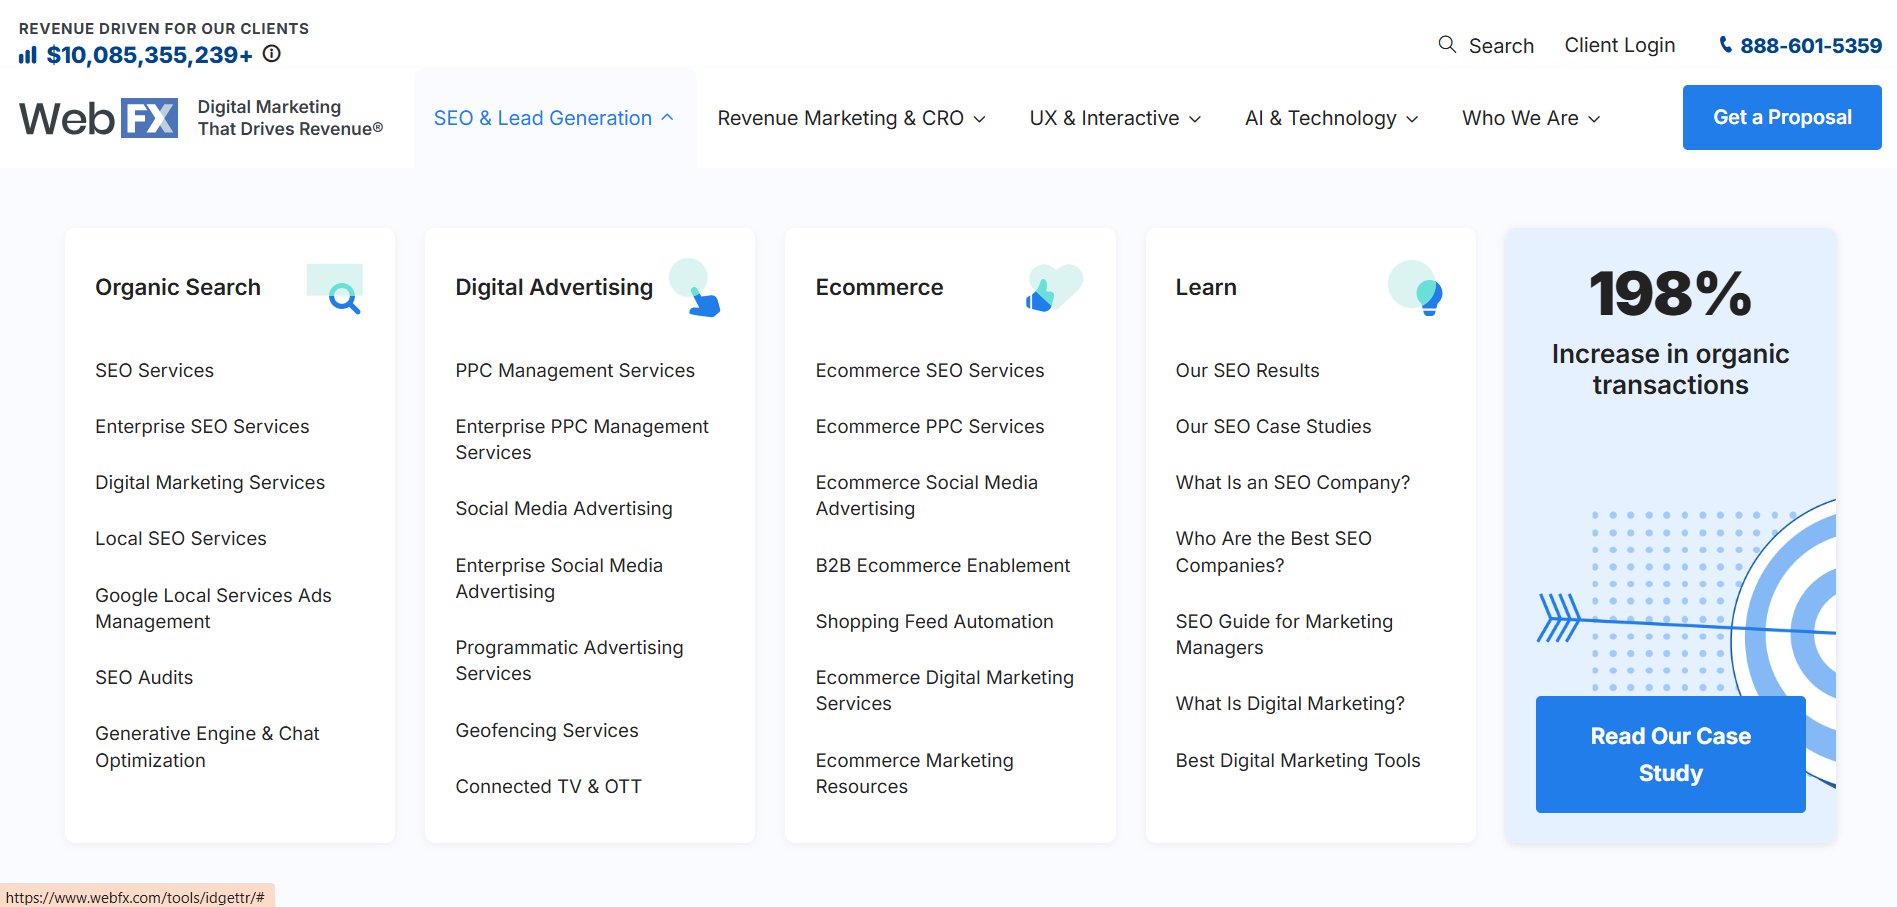 REVENUE DRIVEN FOR OUR CLIENTS
$10,085,355,239+
Search
Client Login
888-601-5359
WebFX
Digital Marketing
That Drives Revenue®
SEO & Lead Generation
Revenue Marketing & CRO
UX & Interactive
AI & Technology
Who We Are
Get a Proposal
Organic Search
SEO Services
Enterprise SEO Services
Digital Marketing Services
Local SEO Services
Google Local Services Ads
Management
SEO Audits
Generative Engine & Chat
Optimization
Digital Advertising
PPC Management Services
Enterprise PPC Management
Services
Social Media Advertising
Enterprise Social Media
Advertising
Programmatic Advertising
Services
Geofencing Services
Connected TV & OTT
Ecommerce
Ecommerce SEO Services
Ecommerce PPC Services
Ecommerce Social Media
Advertising
B2B Ecommerce Enablement
Shopping Feed Automation
Ecommerce Digital Marketing
Services
Ecommerce Marketing
Resources
Learn
Our SEO Results
Our SEO Case Studies
What Is an SEO Company?
Who Are the Best SEO
Companies?
SEO Guide for Marketing
Managers
What Is Digital Marketing?
Best Digital Marketing Tools
198%
Increase in organic
transactions
Read Our Case
Study
https://www.webfx.com/tools/idgettr/#